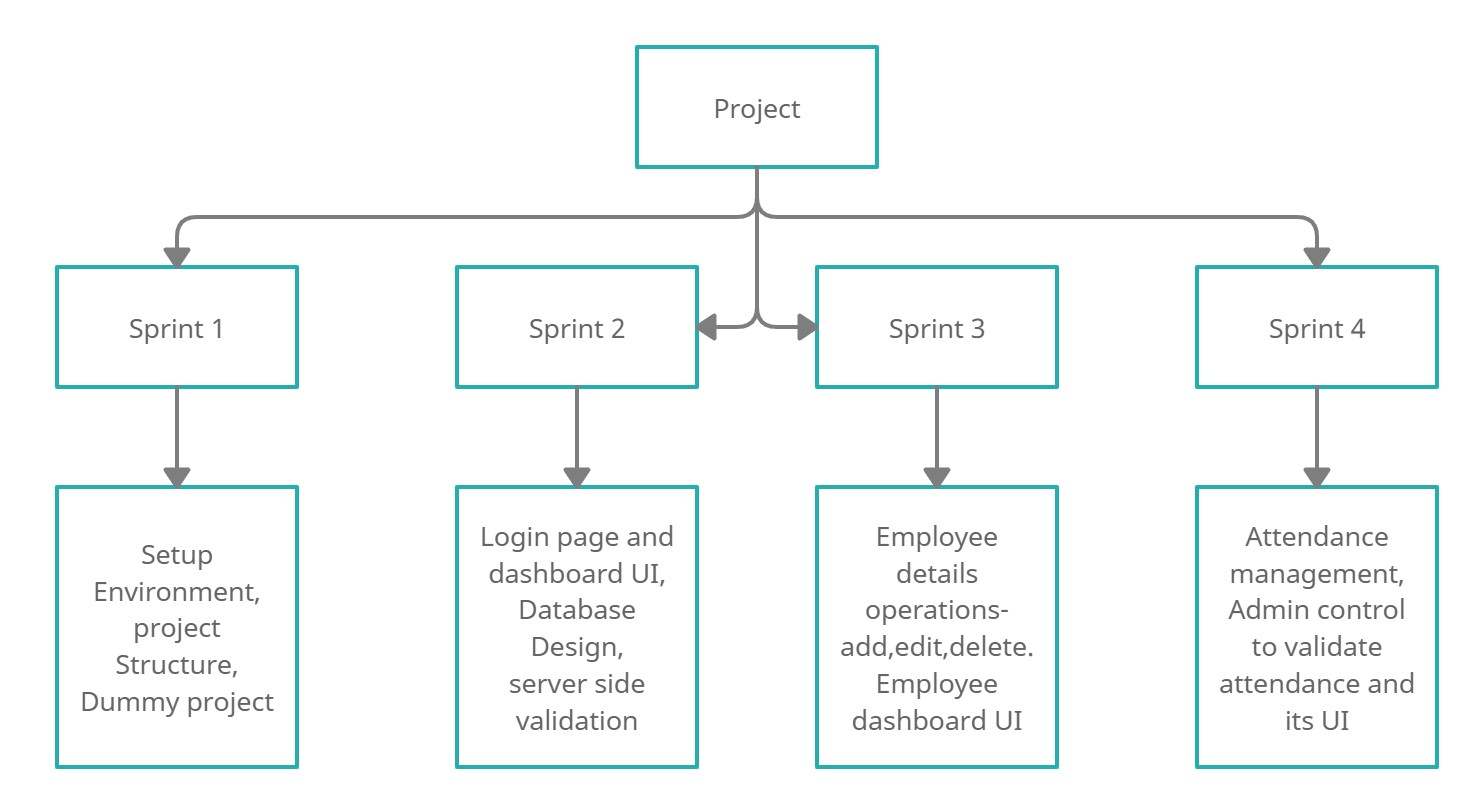 Project
Sprint 1
Sprint 2
Sprint 3
Sprint 4
Setup
Environment,
project
Structure,
Dummy project
Login page and
dashboard UI,
Database
Design,
server side
validation
Employee
details
operations-
add,edit,delete.
Employee
dashboard UI
Attendance
management,
Admin control
to validate
attendance and
its UI